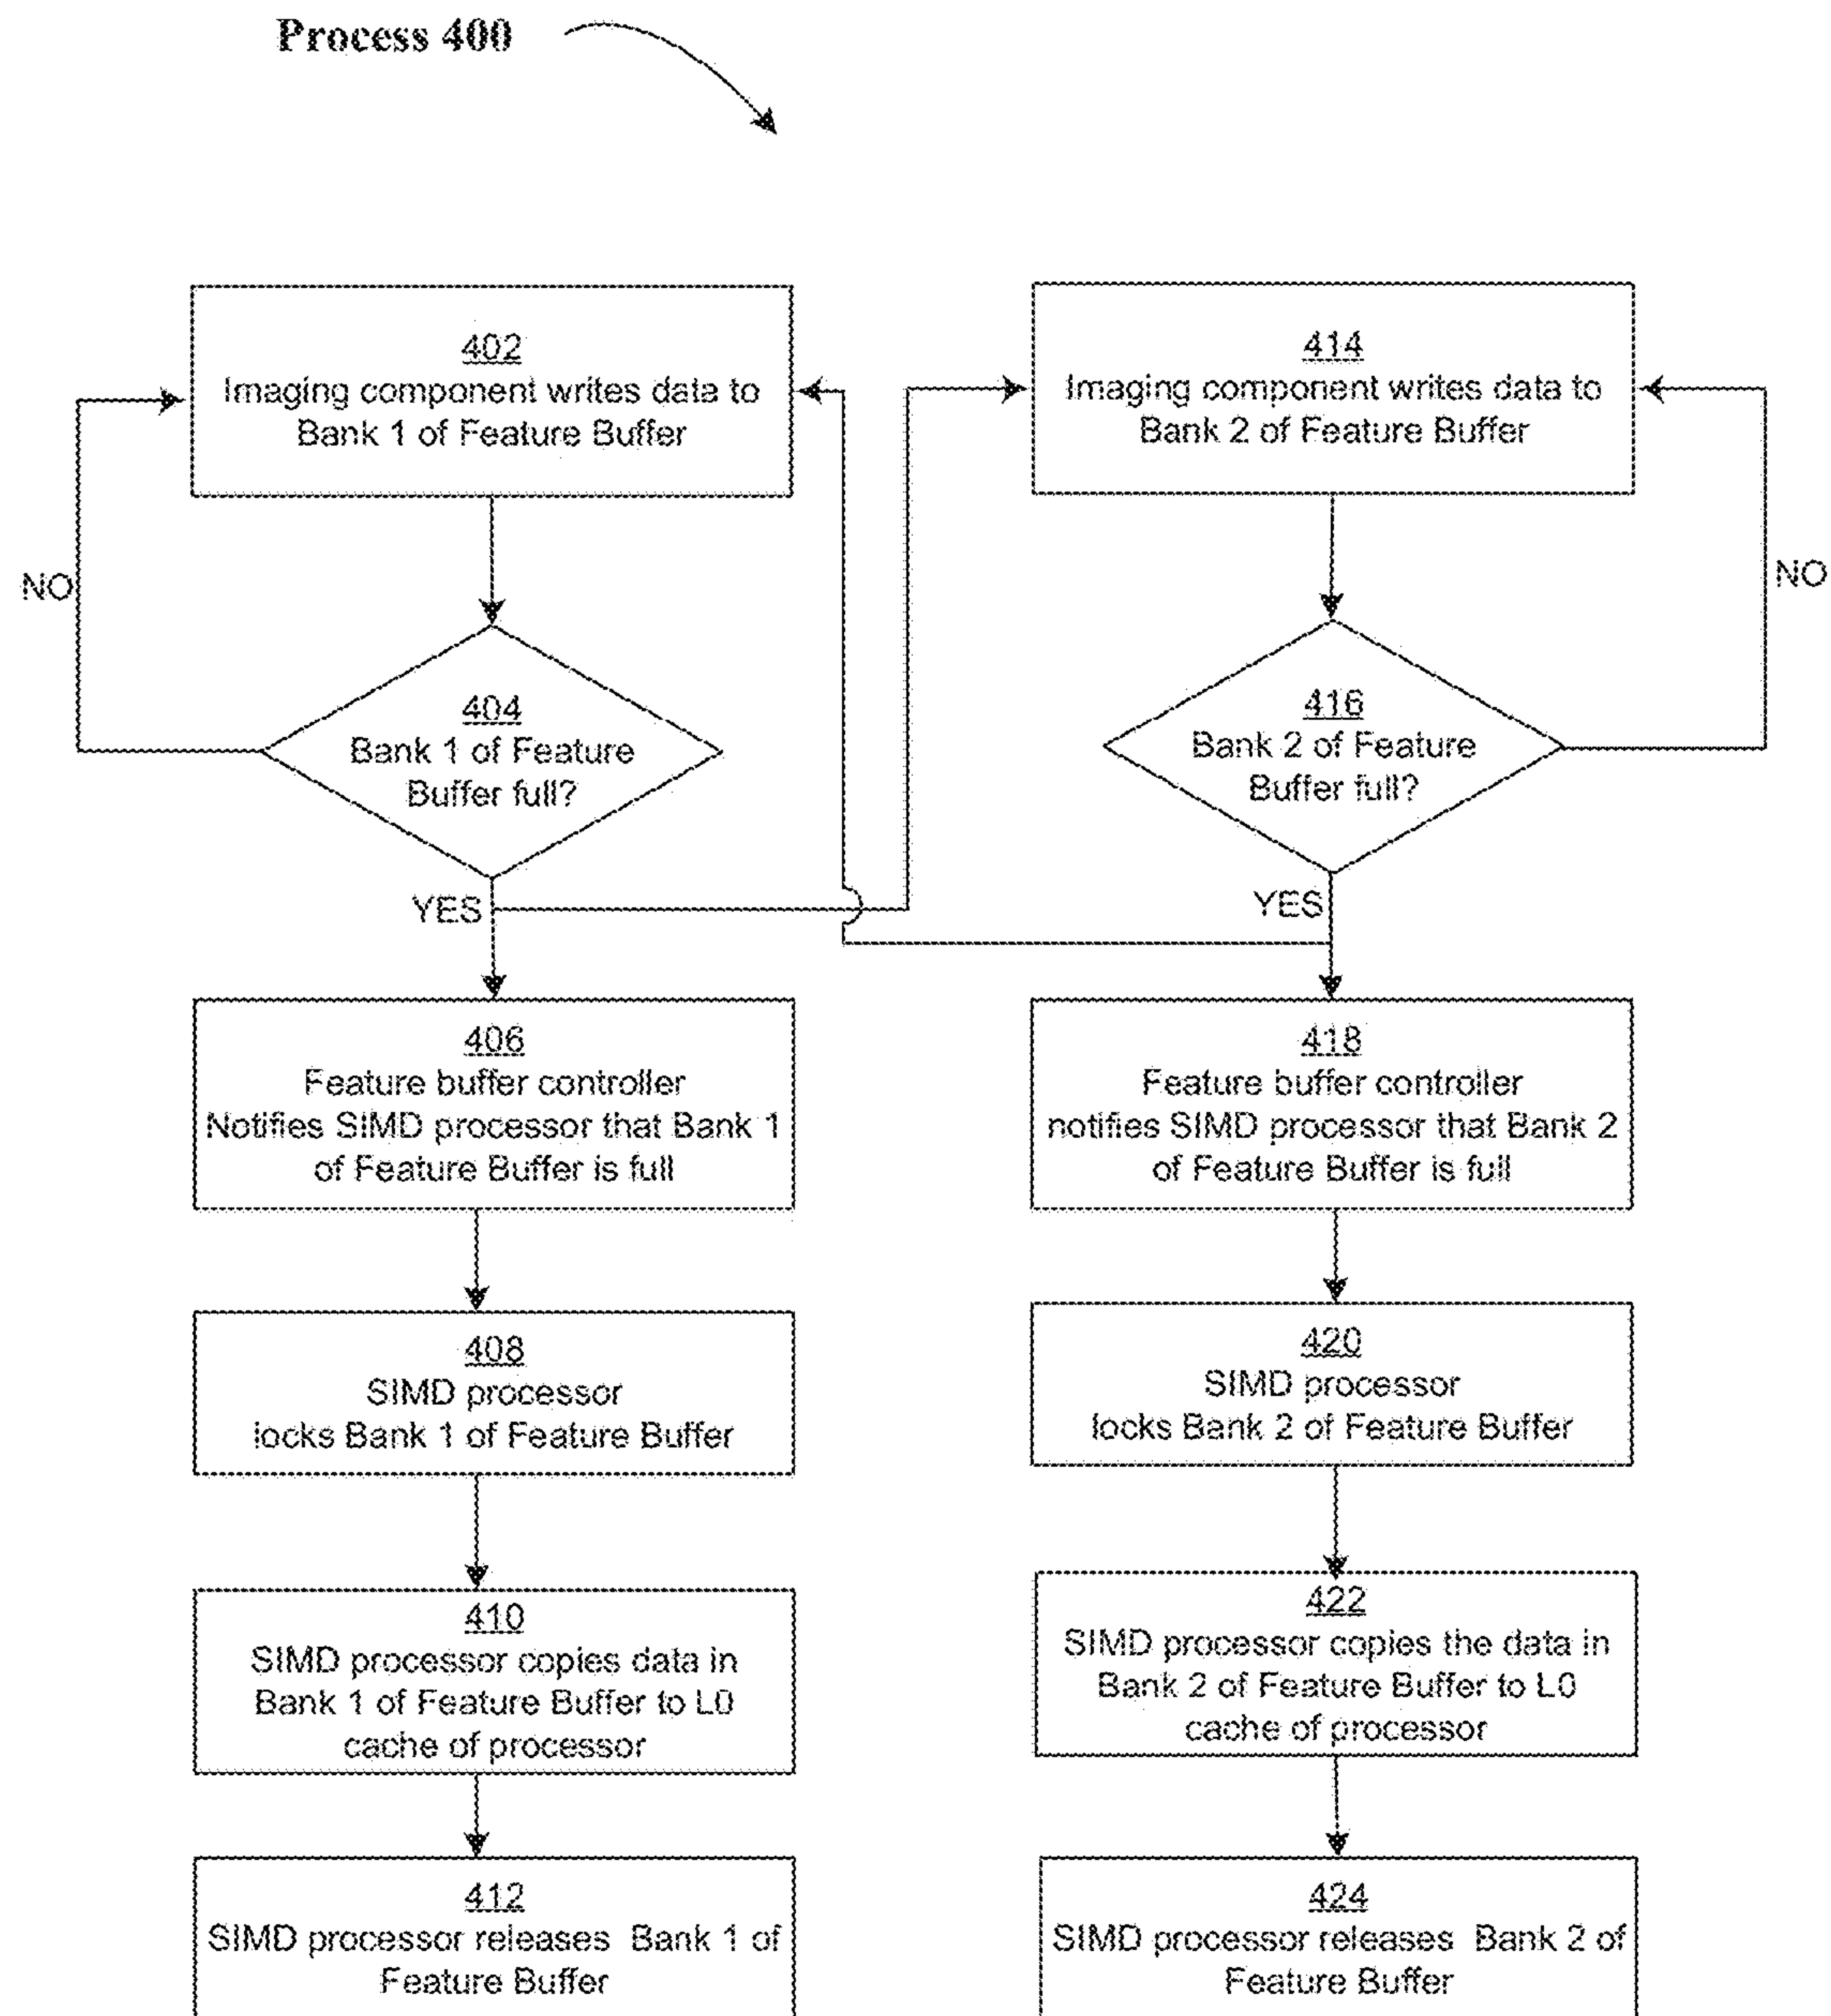 Process 400
402
Imaging component writes data to
Bank 1 of Feature Buffer
NO
404
Bank 1 of Feature
Buffer full?
YES
406
Feature buffer controller
Notifies SIMD processor that Bank 1
of Feature Buffer is full
408
SIMD processor
locks Bank 1 of Feature Buffer
410
SIMD processor copies data in
Bank 1 of Feature Buffer to L0
cache of processor
412
SIMD processor releases Bank 1 of
Feature Buffer
414
Imaging component writes data to
Bank 2 of Feature Buffer
NO
416
Bank 2 of Feature
Buffer full?
YES
418
Feature buffer controller
notifies SIMD processor that Bank 2
of Feature Buffer is full
420
SIMD processor
locks Bank 2 of Feature Buffer
422
SIMD processor copies the data in
Bank 2 of Feature Buffer to L0
cache of processor
424
SIMD processor releases Bank 2 of
Feature Buffer